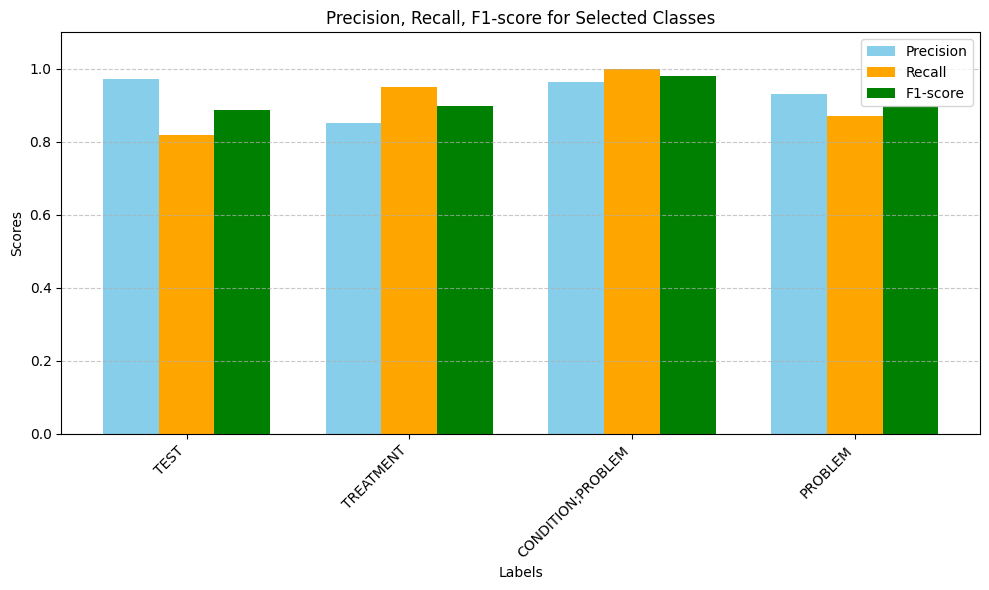 Precision, Recall, F1-score for Selected Classes
Precision
Recall
F1-score
Scores
1.0
0.8
0.6
0.4
0.2
0.0
TEST
TREATMENT
CONDITION;PROBLEM
PROBLEM
Labels